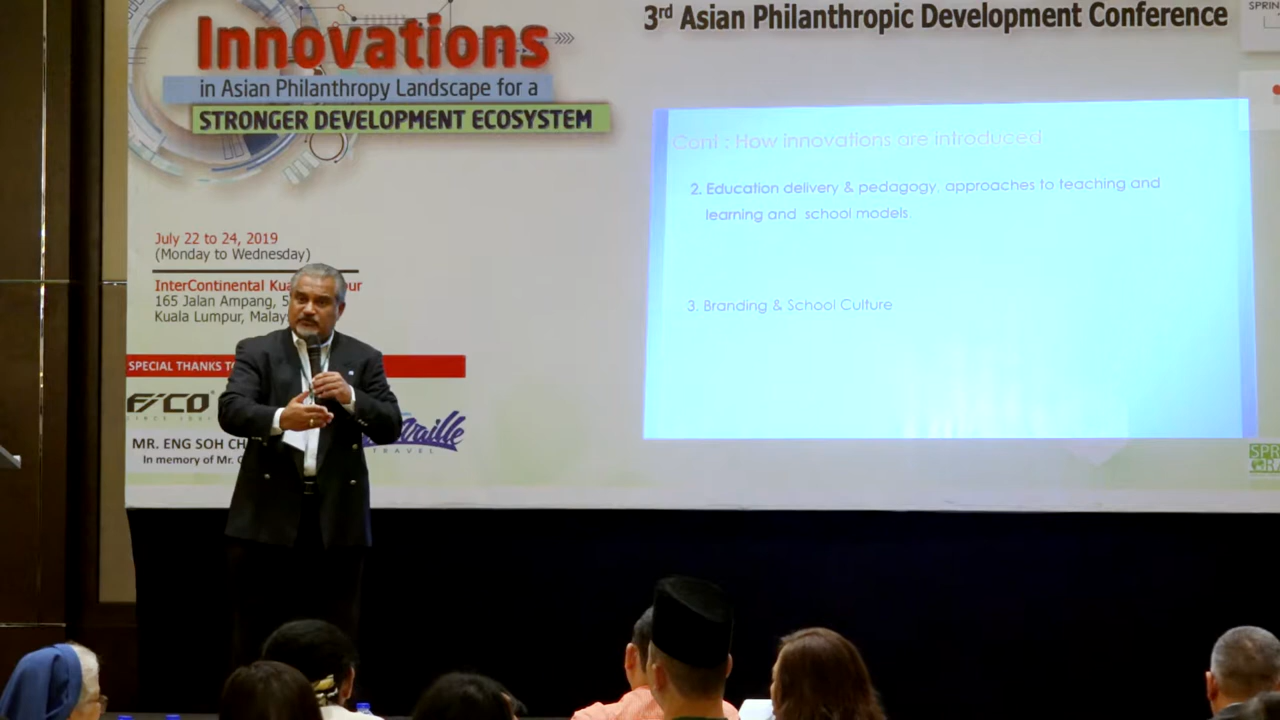 Innovations
in Asian Philanthropy Landscape for a
STRONGER DEVELOPMENT ECOSYSTEM
3rd Asian Philanthropic Development Conference
Cont : How innovations are introduced
2. Education delivery & pedagogy, approaches to teaching and
learning and school models.
3. Branding & School Culture
July 22 to 24, 2019
(Monday to Wednesday)
InterContinental
165 Jalan Ampang,
Kuala Lumpur,
SPECIAL THANKS
FiCO
MR. ENG SOH
In memory of Mr.
TRAVEL